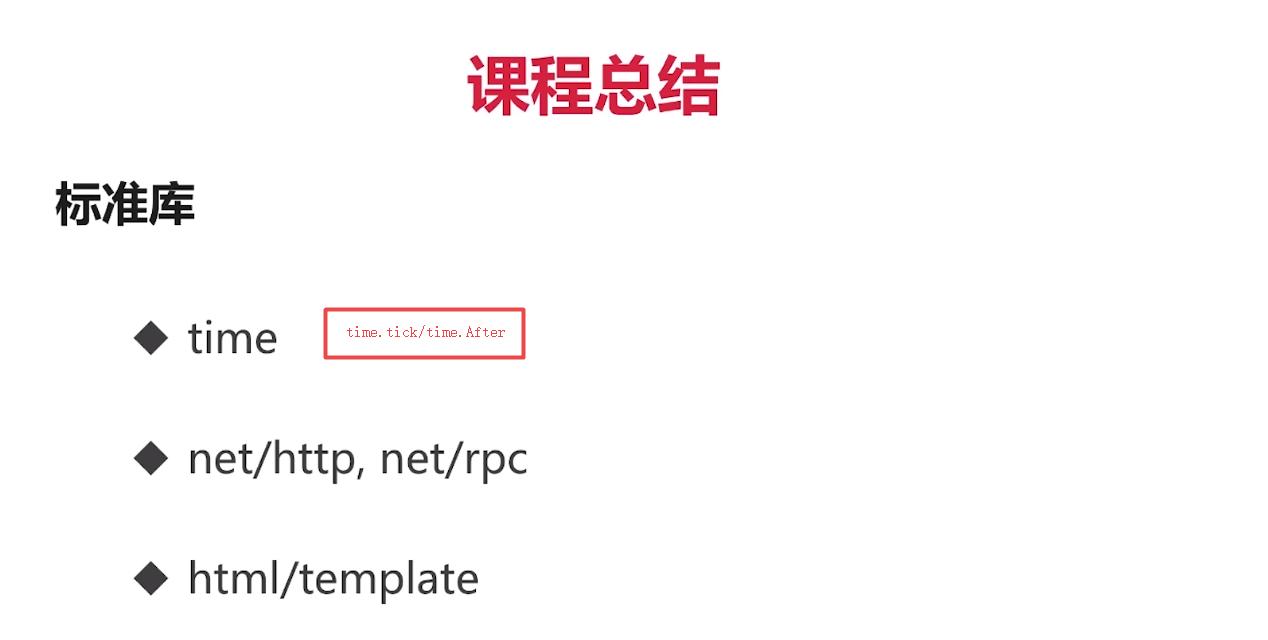 课程总结
标准库
time
time.tick/time.After
net/http, net/rpc
html/template